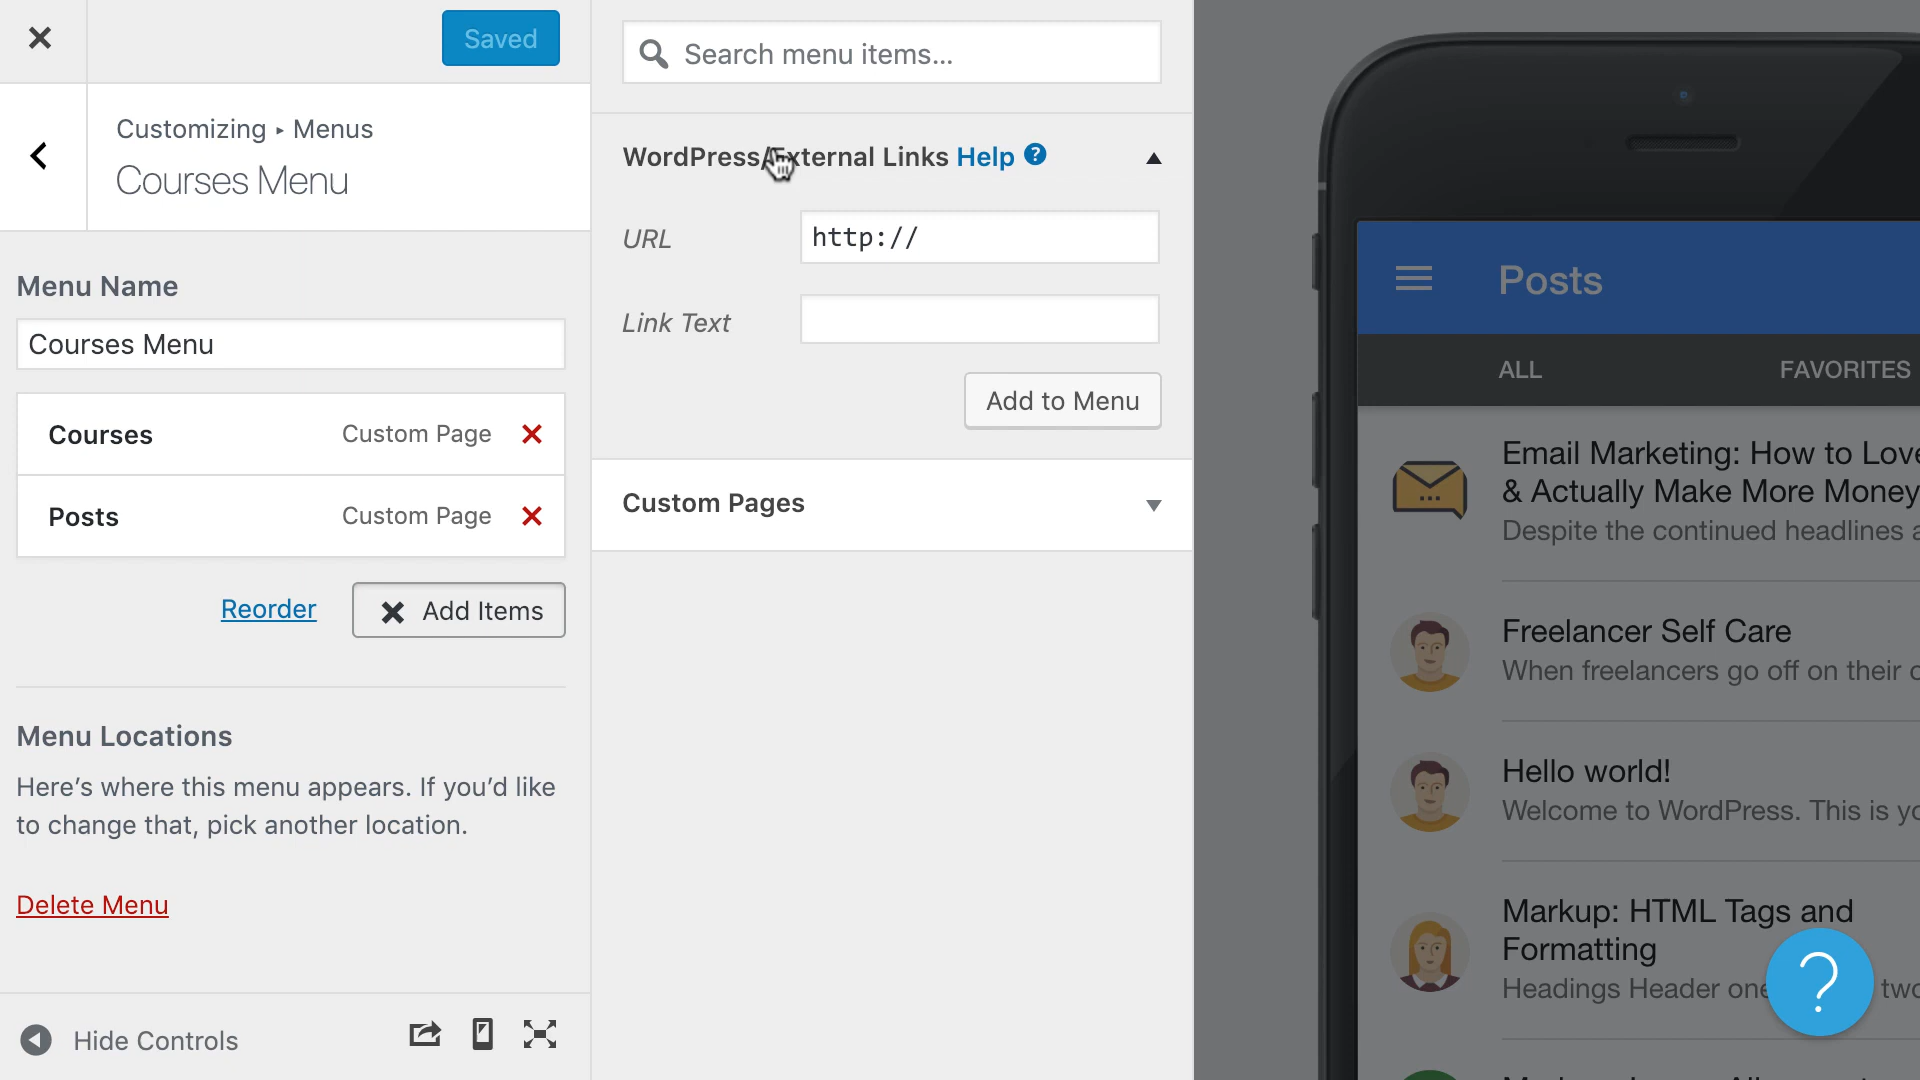 Saved
Customizing ▸ Menus
Courses Menu
Menu Name
Courses Menu
Courses Custom Page
Posts Custom Page
Reorder Add Items
Menu Locations
Here’s where this menu appears. If you’d like
to change that, pick another location.
Delete Menu
Hide Controls
Search menu items...
WordPress/External Links Help ?
URL http://
Link Text
Add to Menu
Custom Pages
Posts
ALL FAVORITES
Email Marketing: How to Love
& Actually Make More Money
Despite the continued headlines
Freelancer Self Care
When freelancers go off on their
Hello world!
Welcome to WordPress. This is
Markup: HTML Tags and
Formatting
Headings Header one two
?